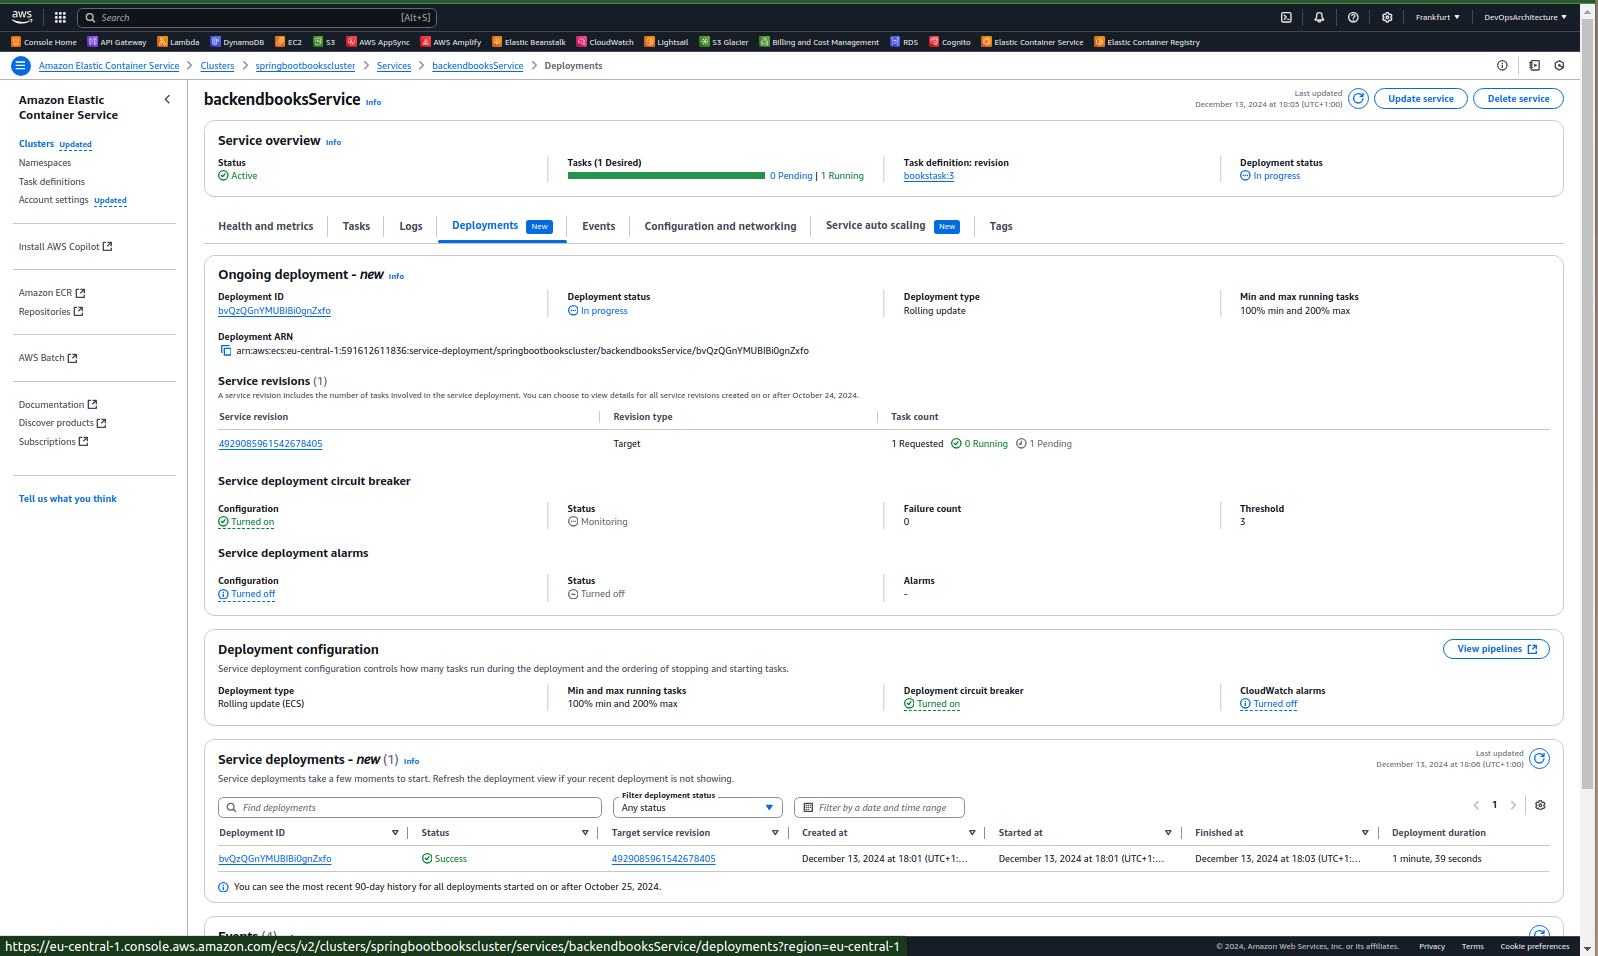 aws Search [Alt+S] Frankfurt ▼ DevOpsArchitecture ▼
Console Home API Gateway Lambda DynamoDB EC2 S3 AWS AppSync AWS Amplify Elastic Beanstalk CloudWatch Lightsail S3 Glacier Billing and Cost Management RDS Cognito Elastic Container Service Elastic Container Registry
Amazon Elastic Container Service > Clusters > springbootbookscluster > Services > backendbooksService > Deployments
Amazon Elastic
Container Service
Clusters Updated
Namespaces
Task definitions
Account settings Updated
Install AWS Copilot
Amazon ECR
Repositories
AWS Batch
Documentation
Discover products
Subscriptions
Tell us what you think
backendbooksService Info
Last updated
December 13, 2024 at 18:05 (UTC+1:00)
Update service
Delete service
Service overview Info
Status
Active
Tasks (1 Desired)
0 Pending | 1 Running
Task definition: revision
bookstask:3
Deployment status
In progress
Health and metrics Tasks Logs Deployments New Events Configuration and networking Service auto scaling New Tags
Ongoing deployment - new Info
Deployment ID
bvQzQGnYMUBIBi0gnZxfo
Deployment status
In progress
Deployment type
Rolling update
Min and max running tasks
100% min and 200% max
Deployment ARN
arn:aws:ecs:eu-central-1:591612611836:service-deployment/springbootbookscluster/backendbooksService/bvQzQGnYMUBIBi0gnZxfo
Service revisions (1)
A service revision includes the number of tasks involved in the service deployment. You can choose to view details for all service revisions created on or after October 24, 2024.
Service revision Revision type Task count
4929085961542678405 Target 1 Requested 0 Running 1 Pending
Service deployment circuit breaker
Configuration
Turned on
Status
Monitoring
Failure count
0
Threshold
3
Service deployment alarms
Configuration
Turned off
Status
Turned off
Alarms
-
Deployment configuration
View pipelines
Service deployment configuration controls how many tasks run during the deployment and the ordering of stopping and starting tasks.
Deployment type
Rolling update (ECS)
Min and max running tasks
100% min and 200% max
Deployment circuit breaker
Turned on
CloudWatch alarms
Turned off
Service deployments - new (1) Info
Last updated
December 13, 2024 at 18:06 (UTC+1:00)
Service deployments take a few moments to start. Refresh the deployment view if your recent deployment is not showing.
Find deployments
Filter deployment status
Any status
Filter by a date and time range
< 1 >
Deployment ID Status Target service revision Created at Started at Finished at Deployment duration
bvQzQGnYMUBIBi0gnZxfo Success 4929085961542678405 December 13, 2024 at 18:01 (UTC+1:... December 13, 2024 at 18:01 (UTC+1:... December 13, 2024 at 18:03 (UTC+1:... 1 minute, 39 seconds
You can see the most recent 90-day history for all deployments started on or after October 25, 2024.
Events (4)
https://eu-central-1.console.aws.amazon.com/ecs/v2/clusters/springbootbookscluster/services/backendbooksService/deployments?region=eu-central-1
© 2024, Amazon Web Services, Inc. or its affiliates. Privacy Terms Cookie preferences